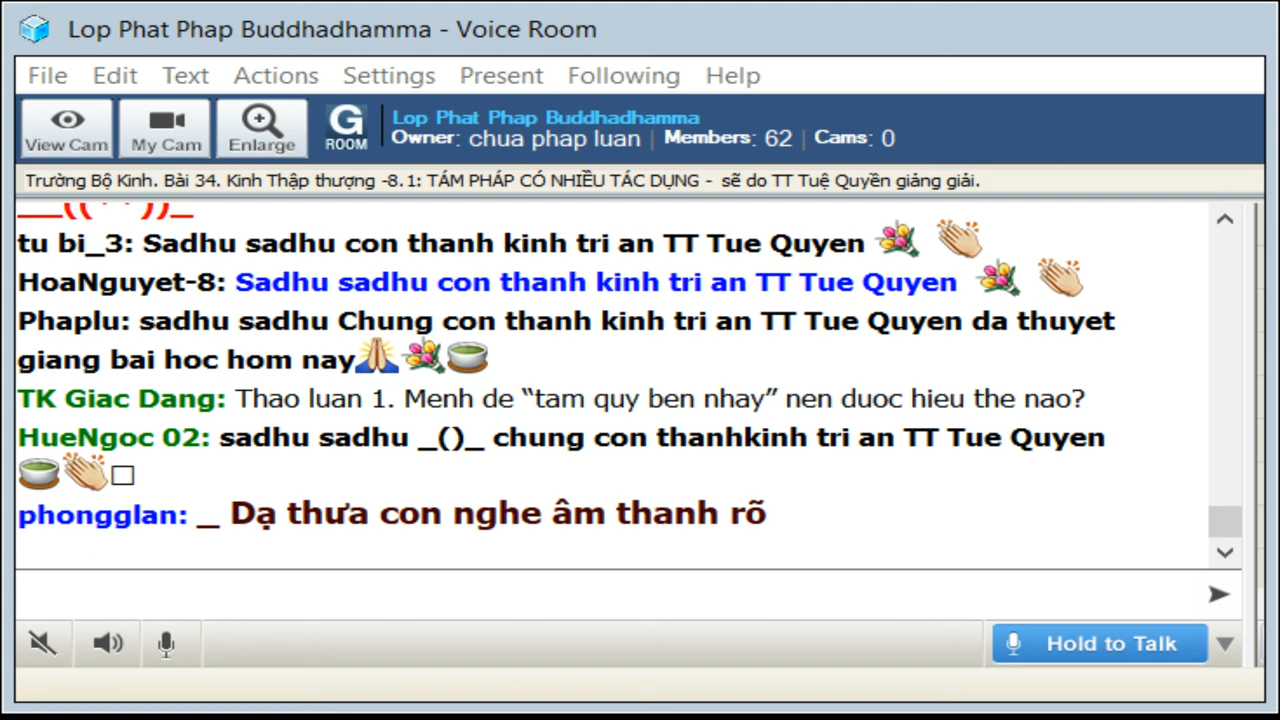 Lop Phat Phap Buddhadhamma - Voice Room
File Edit Text Actions Settings Present Following Help
View Cam My Cam Enlarge G ROOM
Lop Phat Phap Buddhadhamma
Owner: chua phap luan | Members: 62 | Cams: 0
Trường Bộ Kinh. Bài 34. Kinh Thập thượng -8.1: TÁM PHÁP CÓ NHIỀU TÁC DỤNG - sẽ do TT Tuệ Quyền giảng giải.
tu bi_3: Sadhu sadhu con thanh kinh tri an TT Tue Quyen
HoaNguyet-8: Sadhu sadhu con thanh kinh tri an TT Tue Quyen
Phaplu: sadhu sadhu Chung con thanh kinh tri an TT Tue Quyen da thuyet
giang bai hoc hom nay
TK Giac Dang: Thao luan 1. Menh de “tam quy ben nhay” nen duoc hieu the nao?
HueNgoc 02: sadhu sadhu _()_ chung con thanhkinh tri an TT Tue Quyen
phongglan: _ Dạ thưa con nghe âm thanh rõ
Hold to Talk